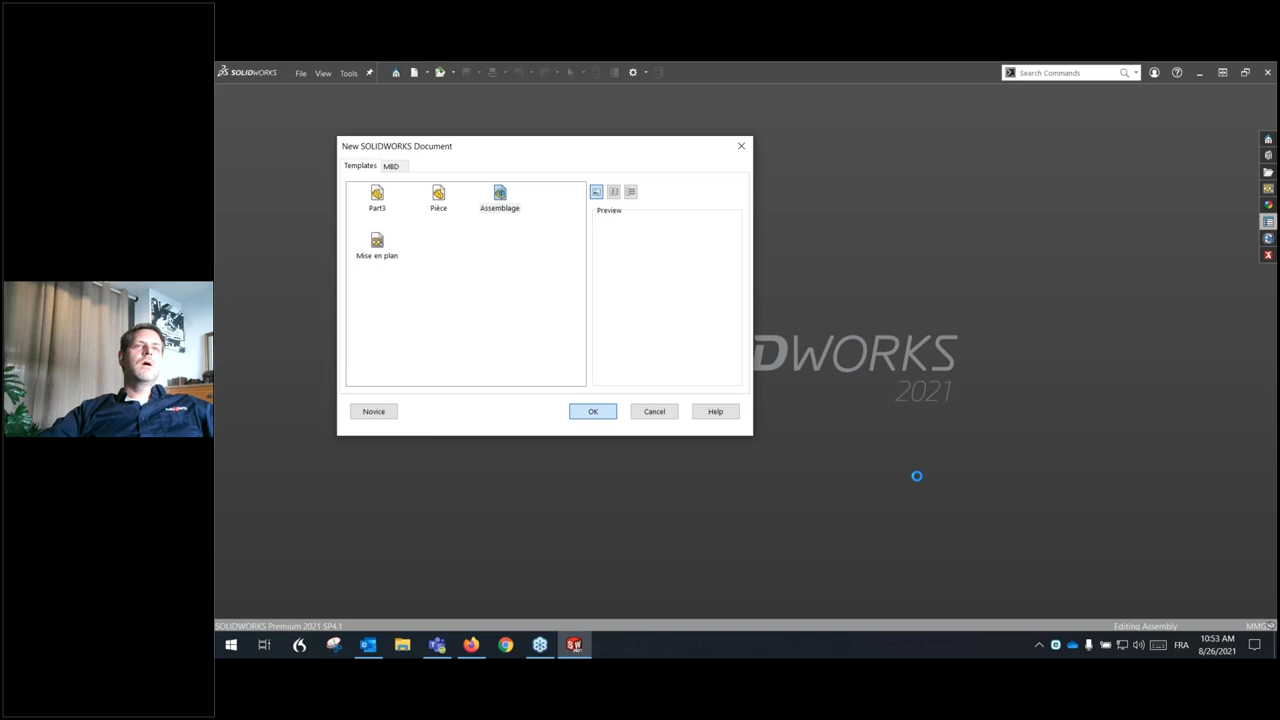 SOLIDWORKS File View Tools Search Commands
New SOLIDWORKS Document
Templates MBD
Part3 Pièce Assemblage
Preview
Mise en plan
DWORKS
2021
Novice OK Cancel Help
SOLIDWORKS Premium 2021 SP4.1 Editing Assembly MMGS
FRA 10:53 AM
8/26/2021